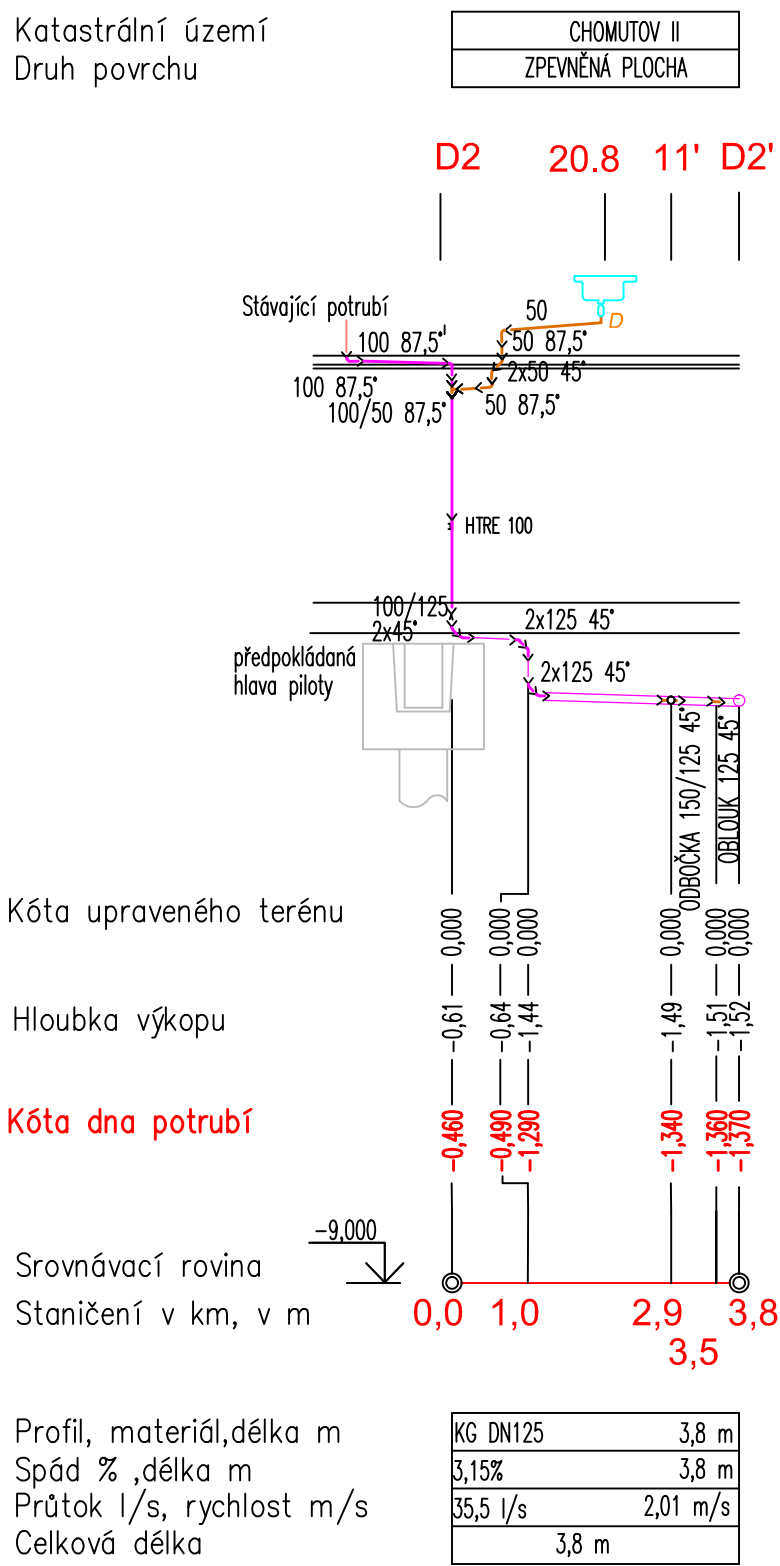 Katastrální území
CHOMUTOV II
Druh povrchu
ZPEVNĚNÁ PLOCHA
D2 20.8 11' D2'
Stávající potrubí
50
D
100 87,5°
50 87,5°
2x50 45°
100 87,5°
100/50 87,5°
50 87,5°
HTRE 100
100/125
2x45°
2x125 45°
předpokládaná
hlava piloty
2x125 45°
ODBOČKA 150/125 45°
OBLOUK 125 45°
Kóta upraveného terénu
0,000 0,000 0,000 0,000 0,000 0,000
Hloubka výkopu
-0,61 -0,64 -1,44 -1,49 -1,51 -1,52
Kóta dna potrubí
-0,460 -0,490 -1,290 -1,340 -1,360 -1,370
-9,000
Srovnávací rovina
Staničení v km, v m
0,0 1,0 2,9 3,8
3,5
Profil, materiál,délka m
KG DN125 3,8 m
Spád % ,délka m
3,15% 3,8 m
Průtok l/s, rychlost m/s
35,5 l/s 2,01 m/s
Celková délka
3,8 m